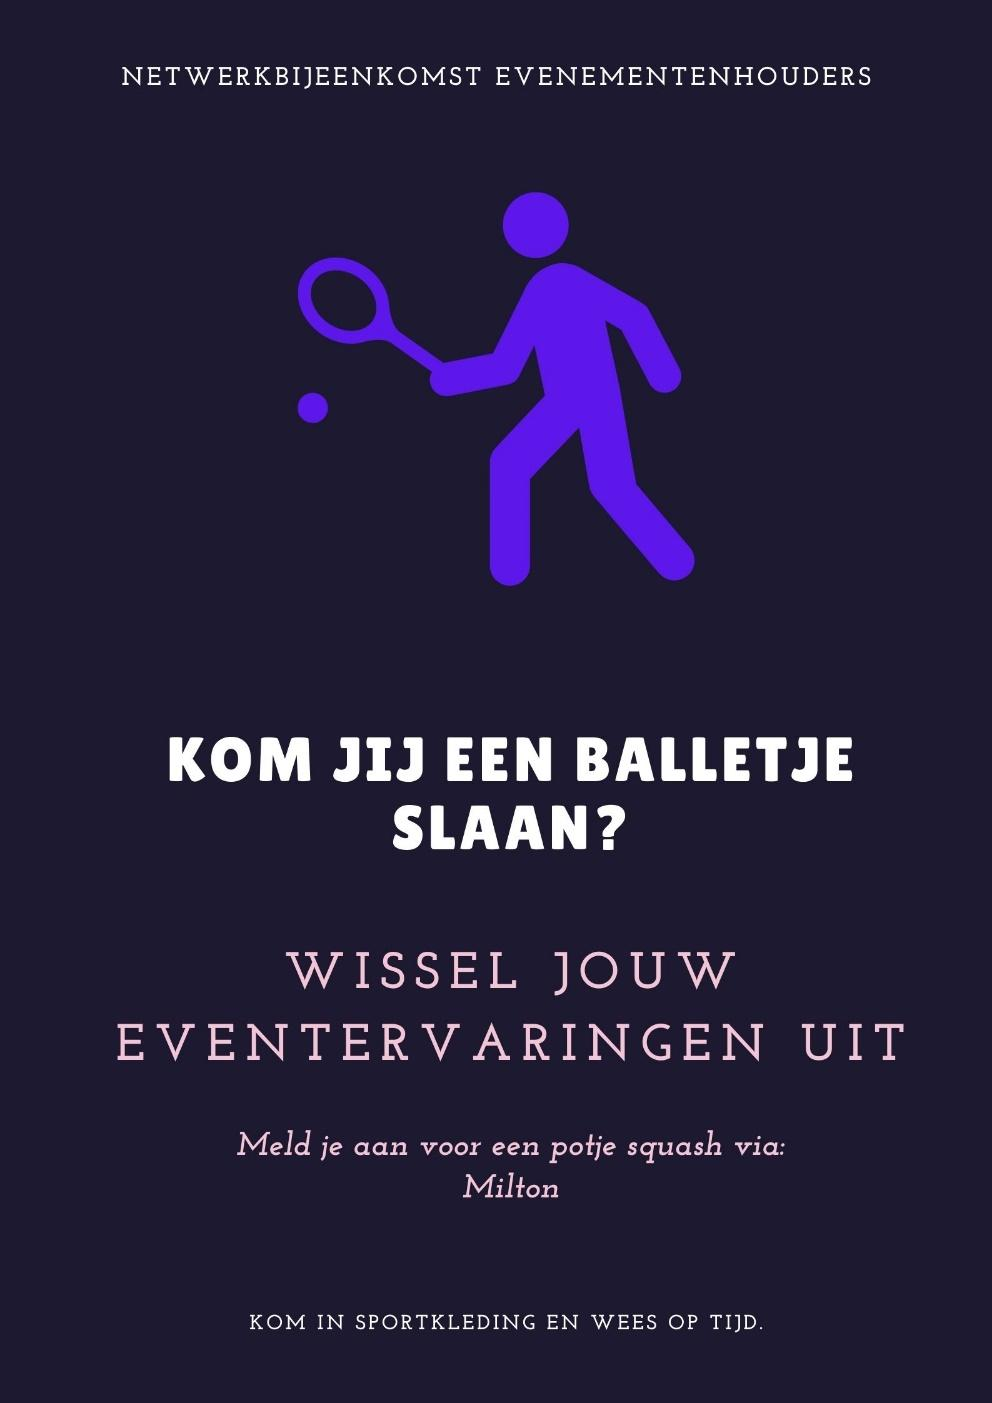 NETWERKBIJEENKOMST EVENEMENTENHOUDERS
KOM JIJ EEN BALLETJE
SLAAN?
WISSEL JOUW
EVENTERVARINGEN UIT
Meld je aan voor een potje squash via:
Milton
KOM IN SPORTKLEDING EN WEES OP TIJD.